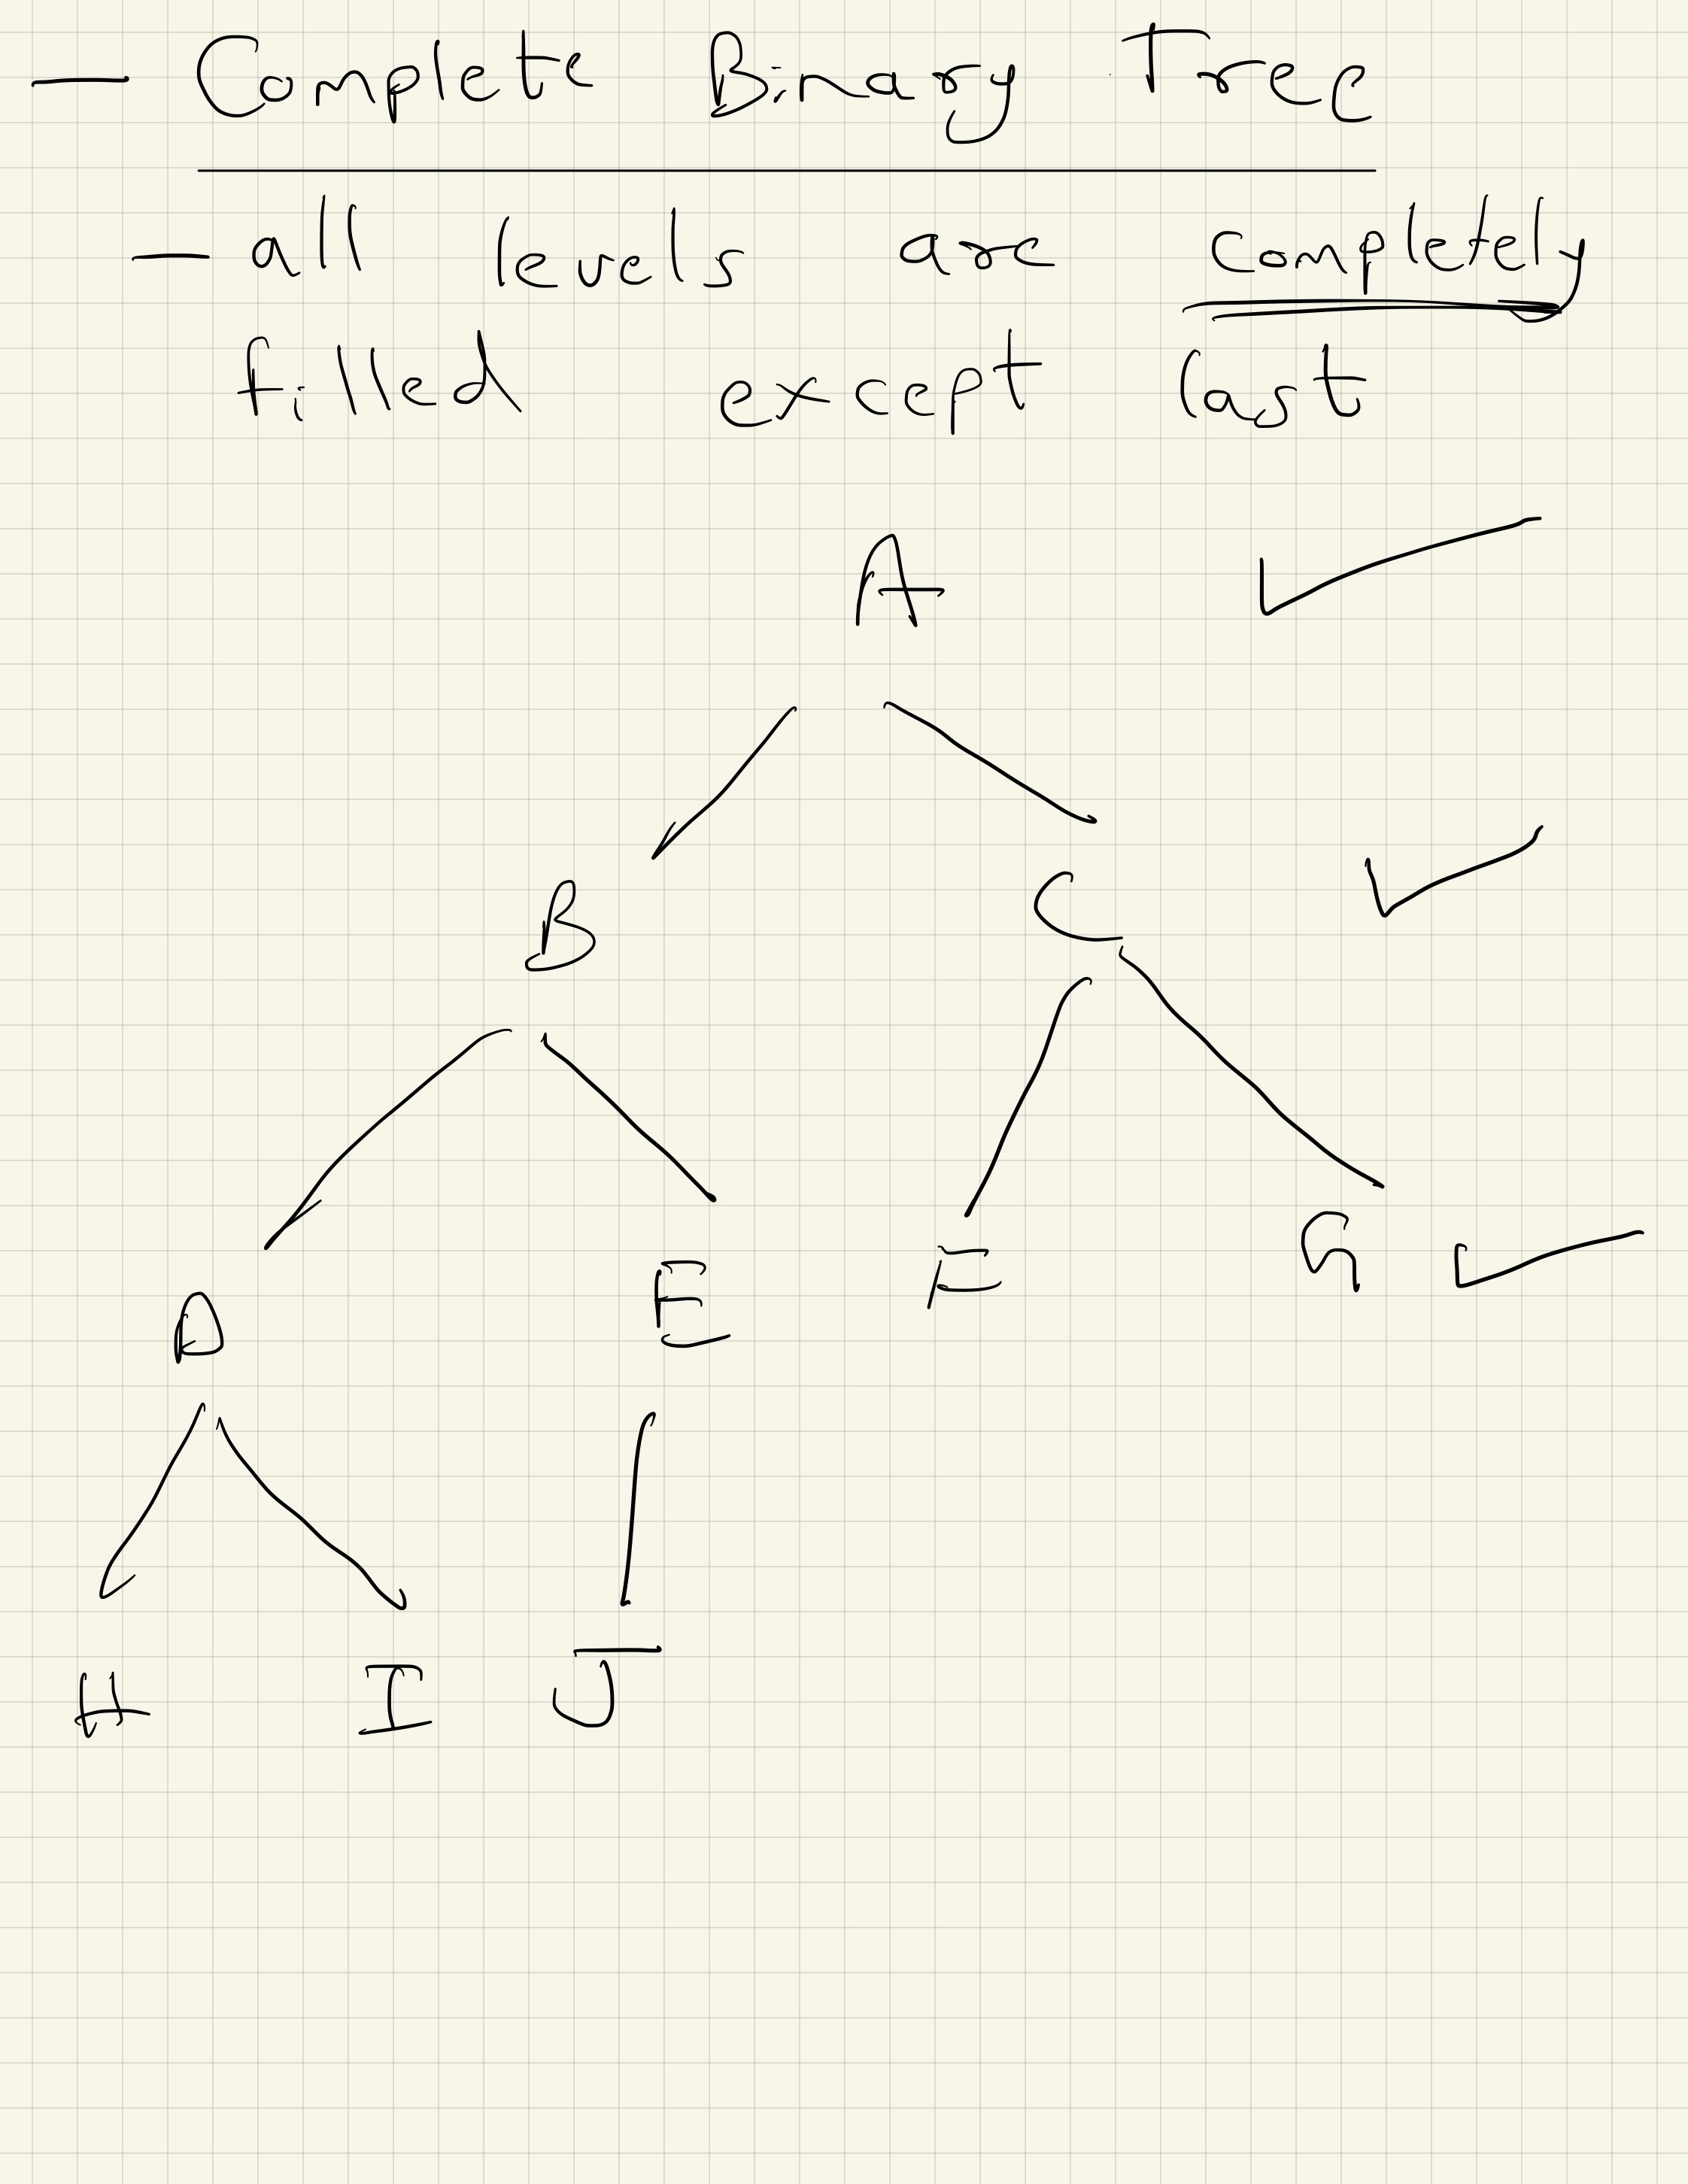 — Complete Binary Tree
— all levels are completely
filled except last
A ✓
B C ✓
D E F G ✓
H I J